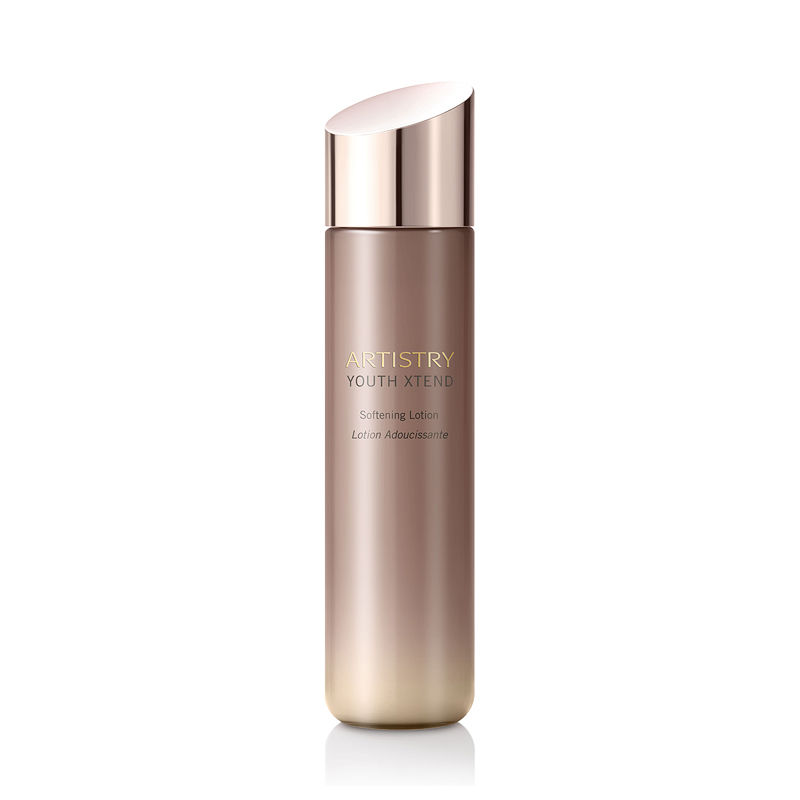 ARTISTRY
YOUTH XTEND
Softening Lotion
Lotion Adoucissante